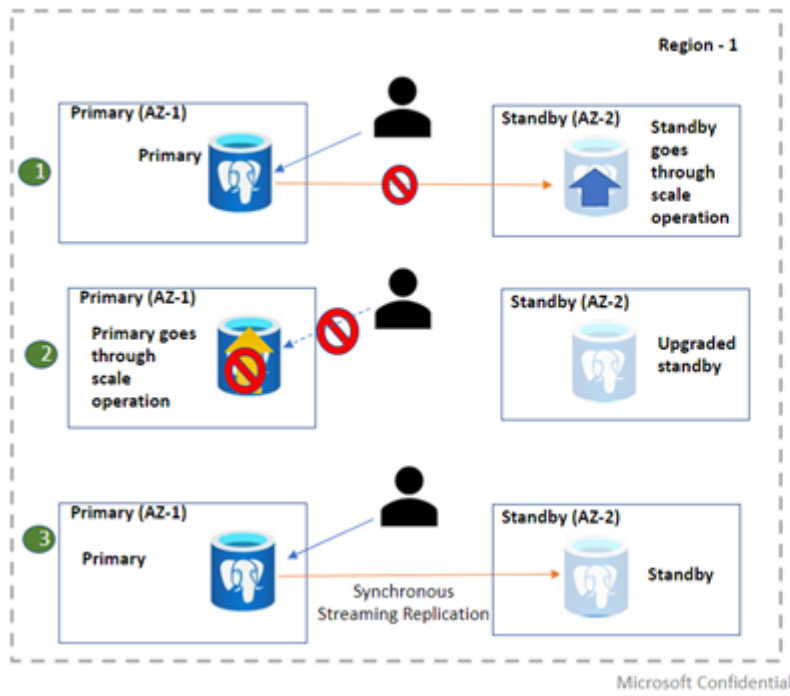 Region - 1
Primary (AZ-1)
Primary
Standby (AZ-2)
Standby
goes
through
scale
operation
1
Primary (AZ-1)
Primary goes
through
scale
operation
Standby (AZ-2)
Upgraded
standby
2
Primary (AZ-1)
Primary
Standby (AZ-2)
Standby
3
Synchronous
Streaming Replication
Microsoft Confidential